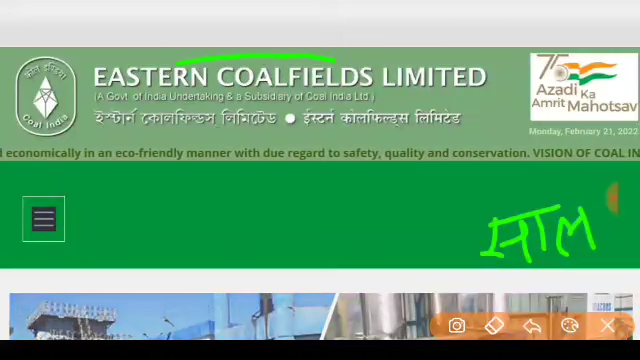 कोल इण्डिया
Coal India
EASTERN COALFIELDS LIMITED
(A Govt of India Undertaking & a Subsidiary of Coal India Ltd)
ইস্টার্ন কোলফিল্ডস লিমিটেড ● ईस्टर्न कोलफील्ड्स लिमिटेड
75
Azadi Ka
Amrit Mahotsav
Monday, February 21, 2022
d economically in an eco-friendly manner with due regard to safety, quality and conservation. VISION OF COAL IN
साल